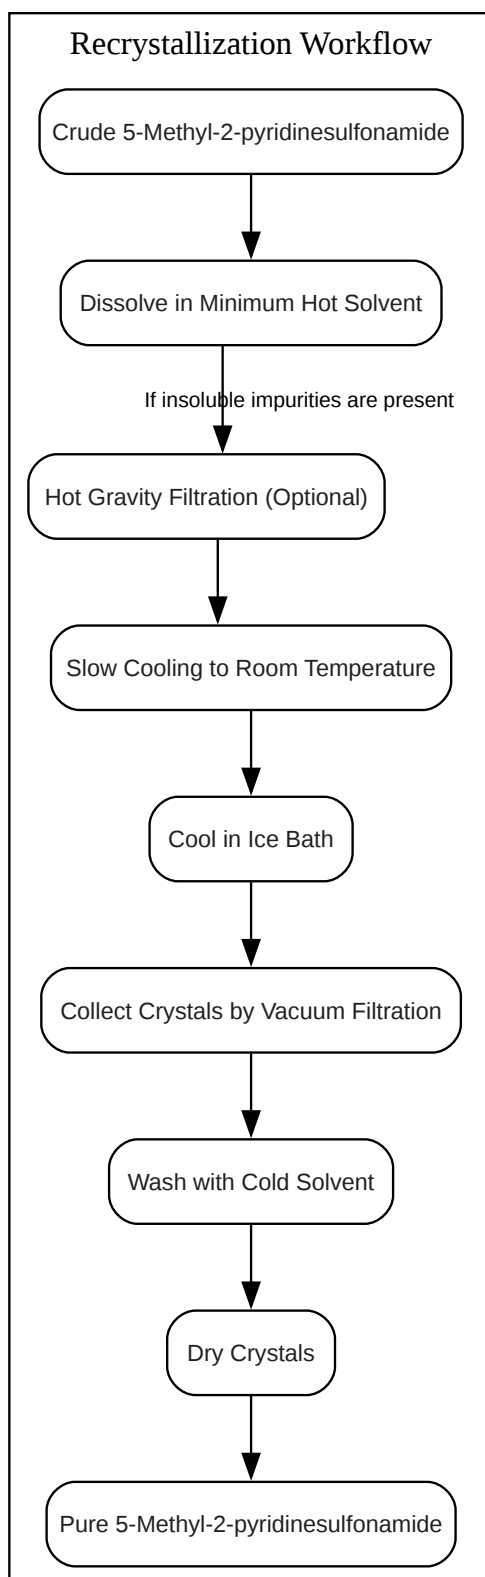 Recrystallization Workflow
Crude 5-Methyl-2-pyridinesulfonamide
Dissolve in Minimum Hot Solvent
If insoluble impurities are present
Hot Gravity Filtration (Optional)
Slow Cooling to Room Temperature
Cool in Ice Bath
Collect Crystals by Vacuum Filtration
Wash with Cold Solvent
Dry Crystals
Pure 5-Methyl-2-pyridinesulfonamide